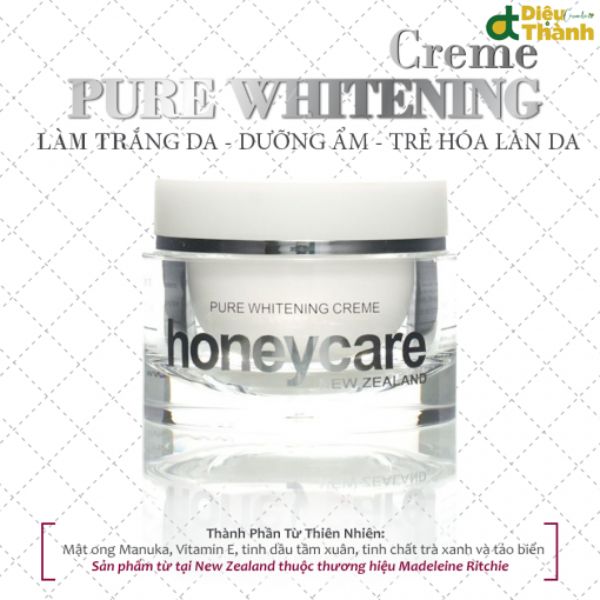 Diệu
Thành
Creme
PURE WHITENING
LÀM TRẮNG DA - DƯỠNG ẨM - TRẺ HÓA LÀN DA
PURE WHITENING CREME
honeycare
NEW ZEALAND
Thành Phần Từ Thiên Nhiên:
Mật ong Manuka, Vitamin E, tinh dầu tầm xuân, tinh chất trà xanh và tảo biển
Sản phẩm từ tại New Zealand thuộc thương hiệu Madeleine Ritchie